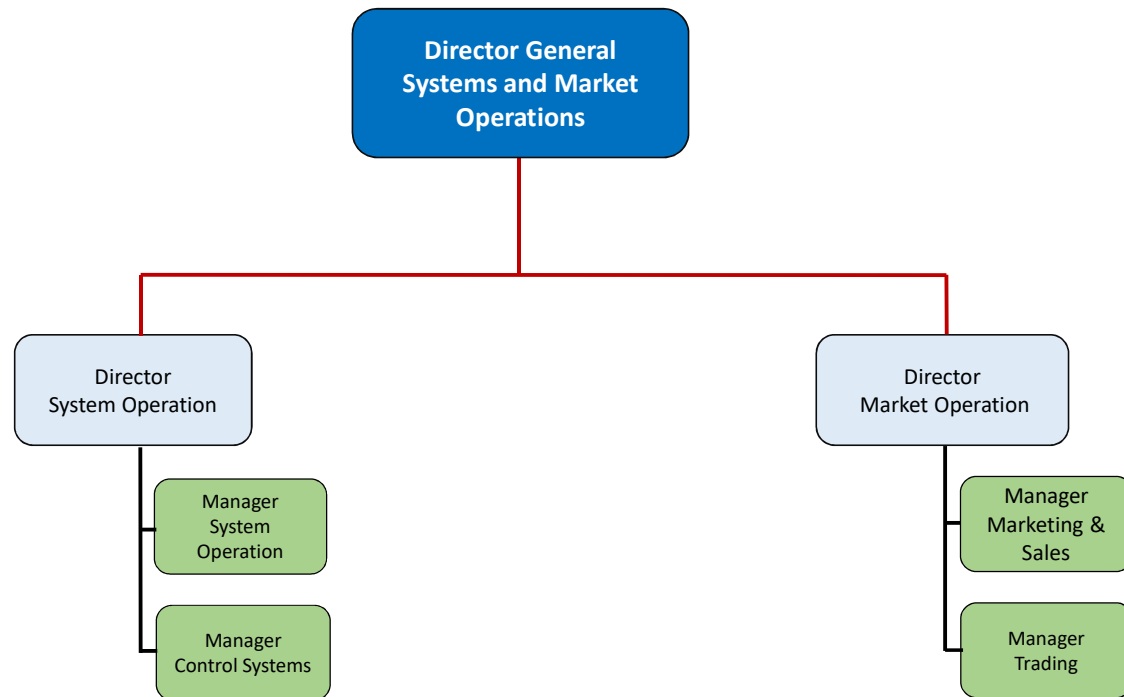 Director General
Systems and Market
Operations
Director
System Operation
Director
Market Operation
Manager
System
Operation
Manager
Marketing &
Sales
Manager
Control Systems
Manager
Trading